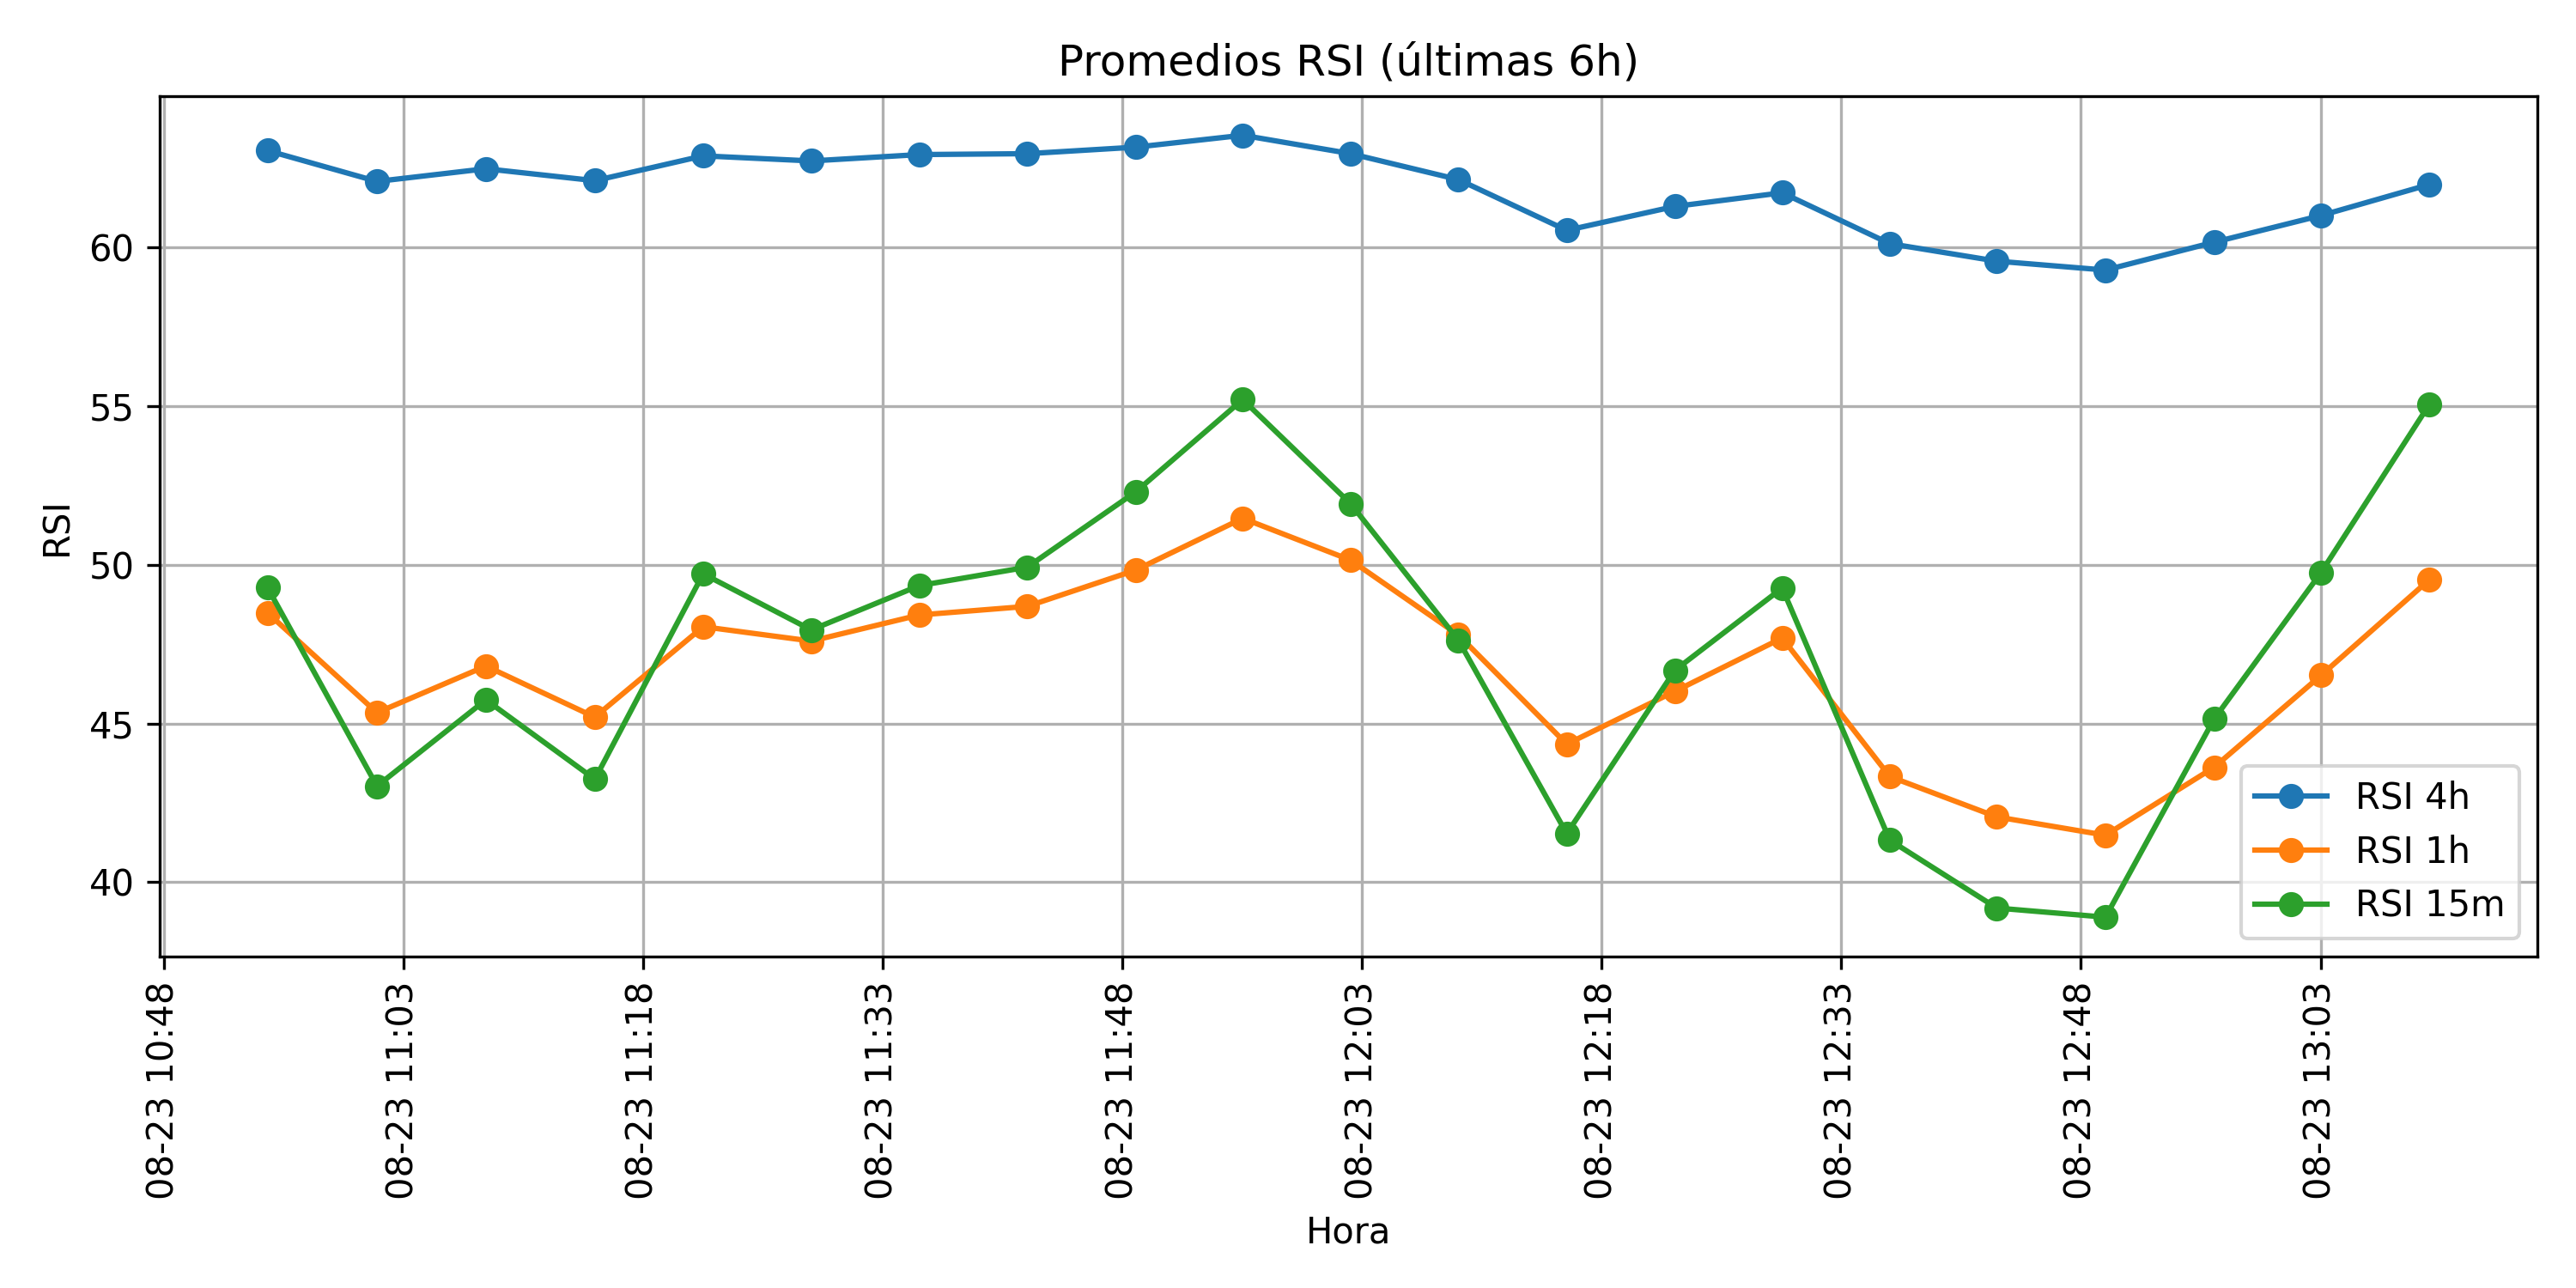 Promedios RSI (últimas 6h)
RSI
60
55
50
45
40
RSI 4h
RSI 1h
RSI 15m
08-23 10:48
08-23 11:03
08-23 11:18
08-23 11:33
08-23 11:48
08-23 12:03
08-23 12:18
08-23 12:33
08-23 12:48
08-23 13:03
Hora